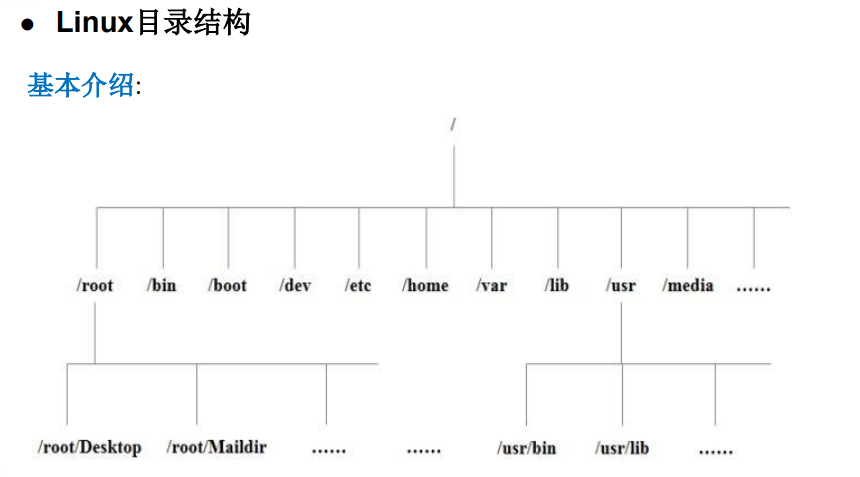 ● Linux目录结构
基本介绍:
/
/root /bin /boot /dev /etc /home /var /lib /usr /media ……
/root/Desktop /root/Maildir …… …… /usr/bin /usr/lib ……